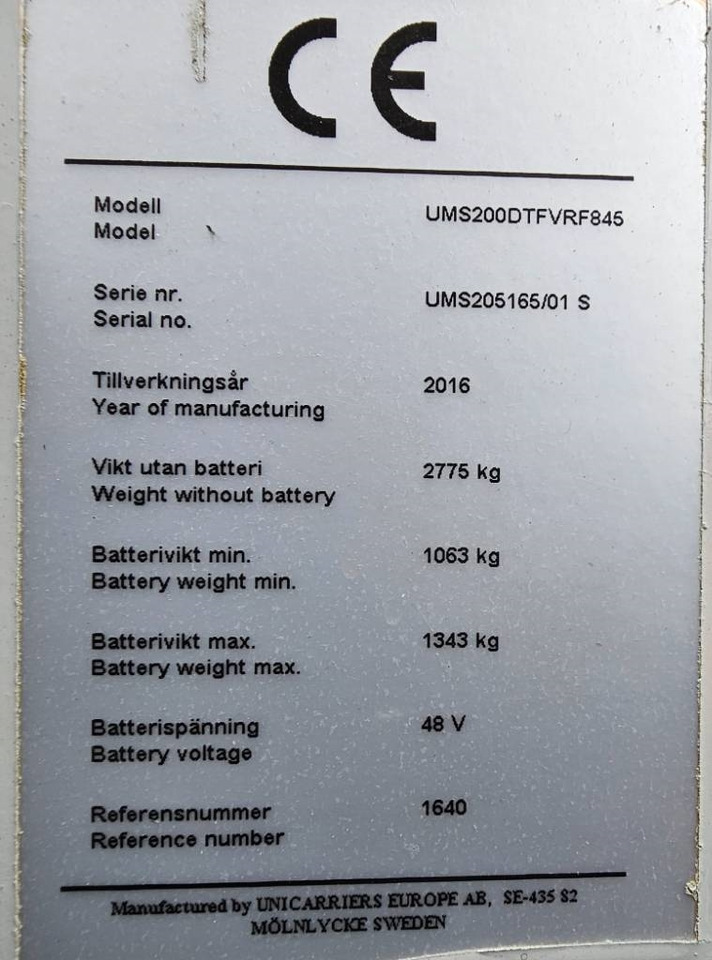 CE
Modell
Model
UMS200DTFVRF845
Serie nr.
Serial no.
UMS205165/01 S
Tillverkningsår
Year of manufacturing
2016
Vikt utan batteri
Weight without battery
2775 kg
Batterivikt min.
Battery weight min.
1063 kg
Batterivikt max.
Battery weight max.
1343 kg
Batterispänning
Battery voltage
48 V
Referensnummer
Reference number
1640
Manufactured by UNICARRIERS EUROPE AB, SE-435 82
MÖLNLYCKE SWEDEN